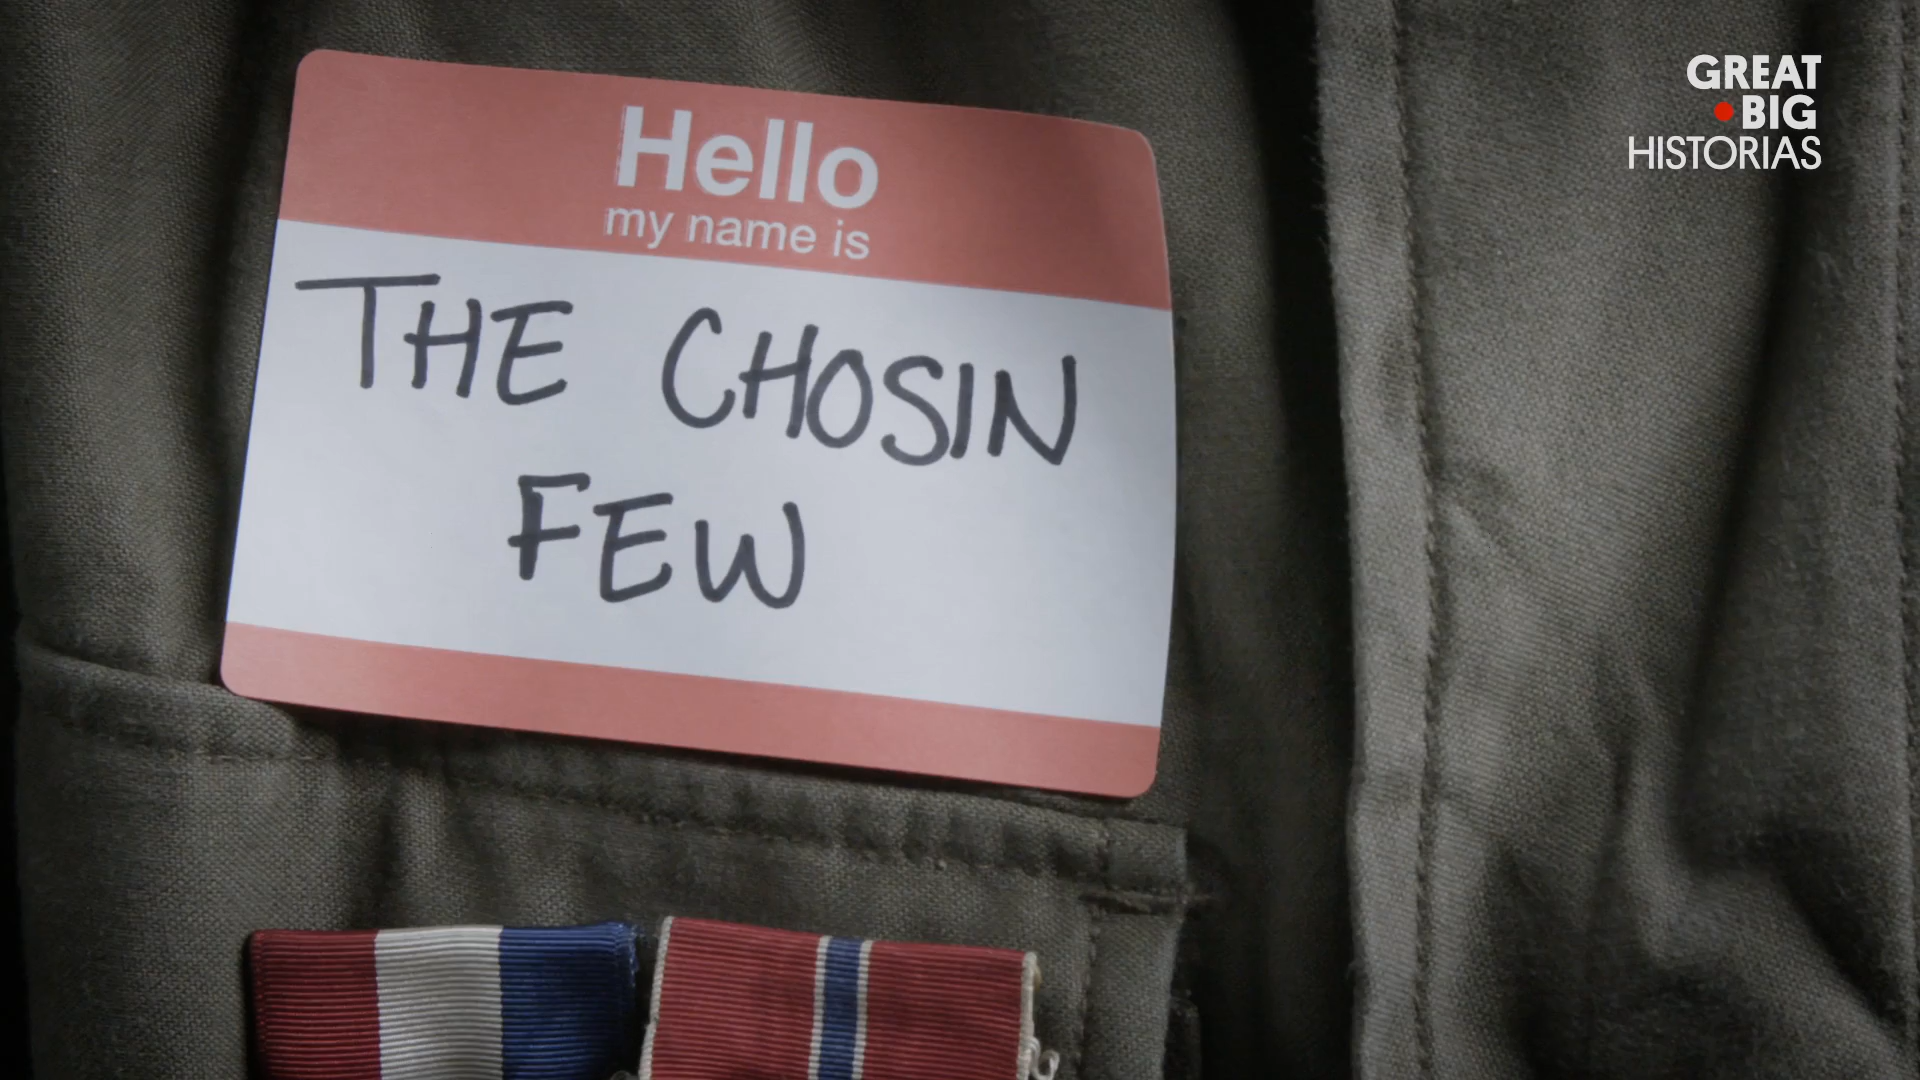 Hello
my name is
THE CHOSIN
FEW
GREAT
BIG
HISTORIAS